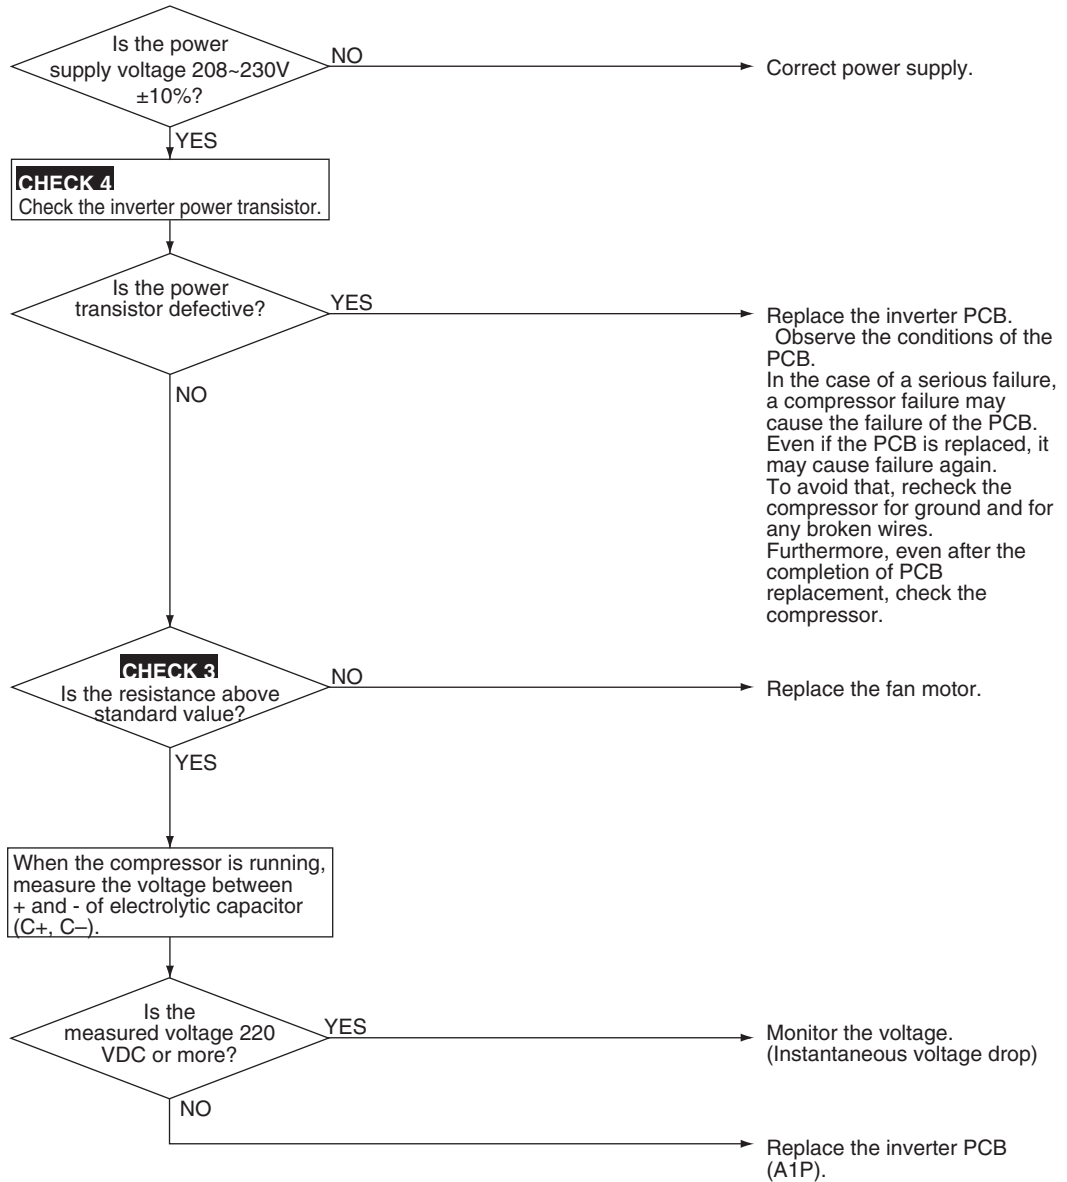 Is the power
supply voltage 208~230V
±10%?
NO
Correct power supply.
YES
CHECK 4
Check the inverter power transistor.
Is the power
transistor defective?
YES
Replace the inverter PCB.
Observe the conditions of the
PCB.
In the case of a serious failure,
a compressor failure may
cause the failure of the PCB.
Even if the PCB is replaced, it
may cause failure again.
To avoid that, recheck the
compressor for ground and for
any broken wires.
Furthermore, even after the
completion of PCB
replacement, check the
compressor.
NO
CHECK 3
Is the resistance above
standard value?
NO
Replace the fan motor.
YES
When the compressor is running,
measure the voltage between
+ and - of electrolytic capacitor
(C+, C–).
Is the
measured voltage 220
VDC or more?
YES
Monitor the voltage.
(Instantaneous voltage drop)
NO
Replace the inverter PCB
(A1P).